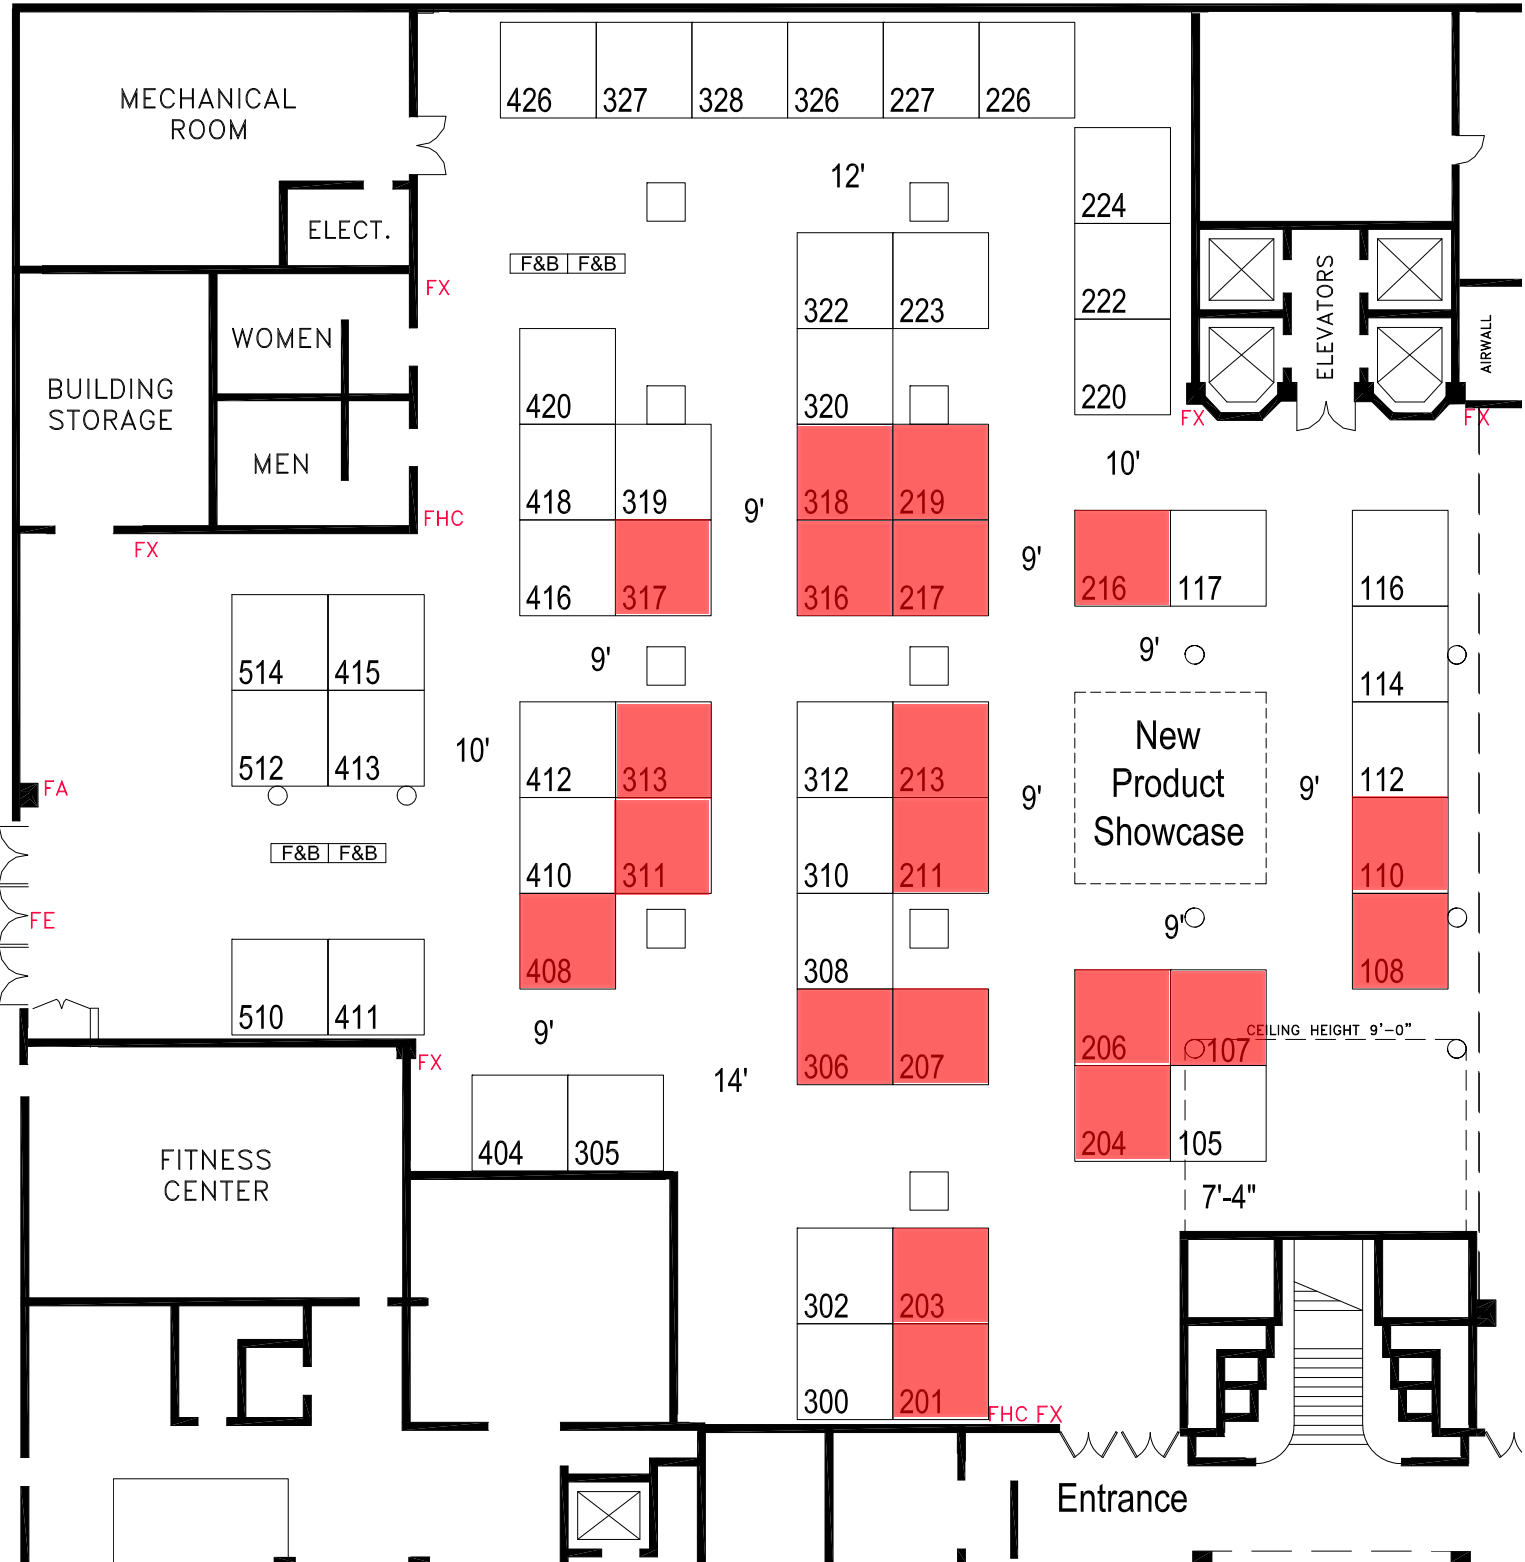 426 327 328 326 227 226
MECHANICAL
ROOM
12'
224
ELECT.
F&B F&B
FX
322 223
222
ELEVATORS
AIRWALL
WOMEN
BUILDING
STORAGE
420
320
220
FX
FX
MEN
10'
418 319
9'
318 219
FHC
FX
9'
416 317
316 217
216 117
116
9'
9'
514 415
114
New
Product
Showcase
10'
512 413
412 313
312 213
9'
9'
112
FA
F&B F&B
410 311
310 211
110
FE
9'
408
308
108
510 411
9'
CEILING HEIGHT 9'-0"
206 107
FX
306 207
14'
404 305
204 105
FITNESS
CENTER
7'-4"
302 203
300 201
FHC FX
Entrance